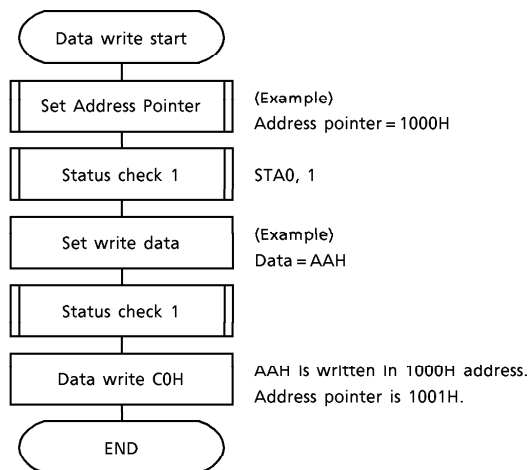 Data write start
Set Address Pointer
(Example)
Address pointer = 1000H
Status check 1
STA0, 1
Set write data
(Example)
Data = AAH
Status check 1
Data write C0H
AAH is written in 1000H address.
Address pointer is 1001H.
END